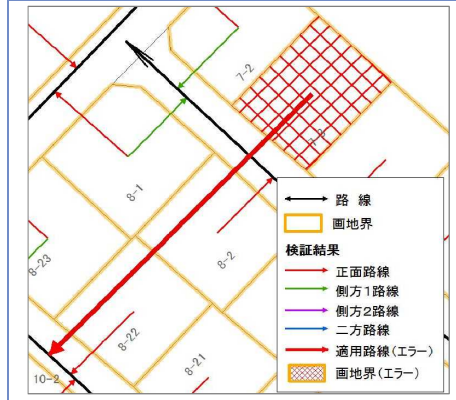 7-2
7-3
8-1
8-2
8-23
8-22
8-21
10-2
路 線
画地界
検証結果
正面路線
側方1路線
側方2路線
二方路線
適用路線(エラー)
画地界(エラー)